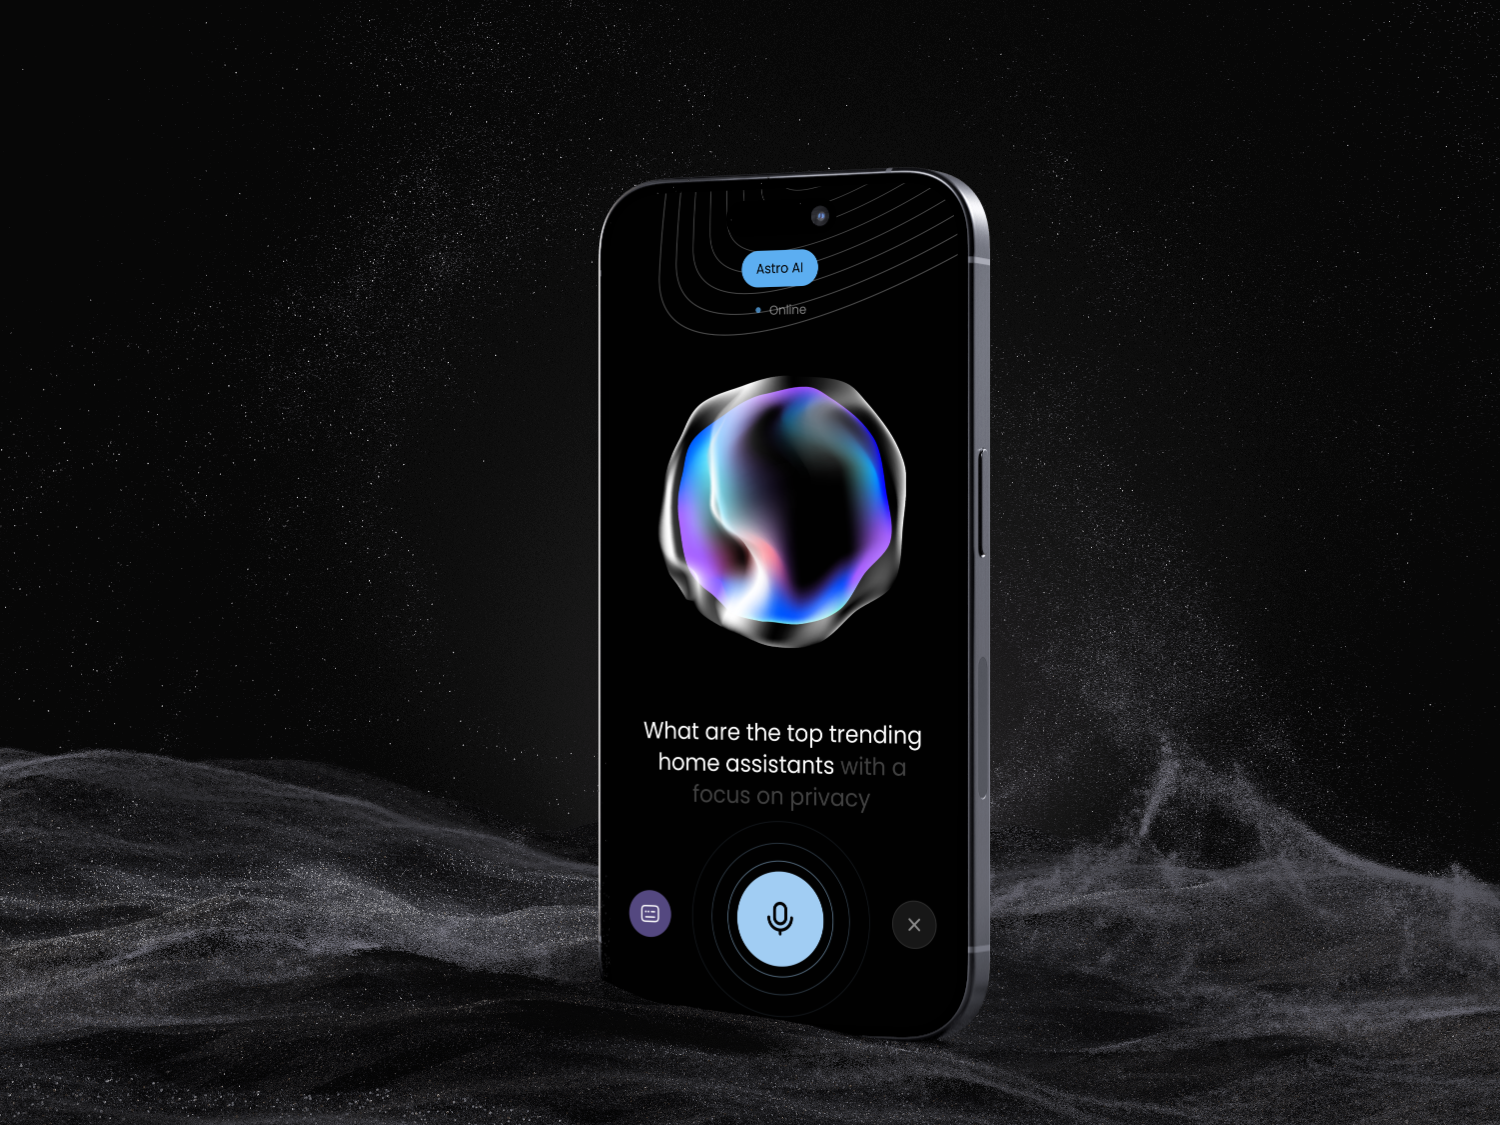 Astro AI
Online
What are the top trending
home assistants with a
focus on privacy